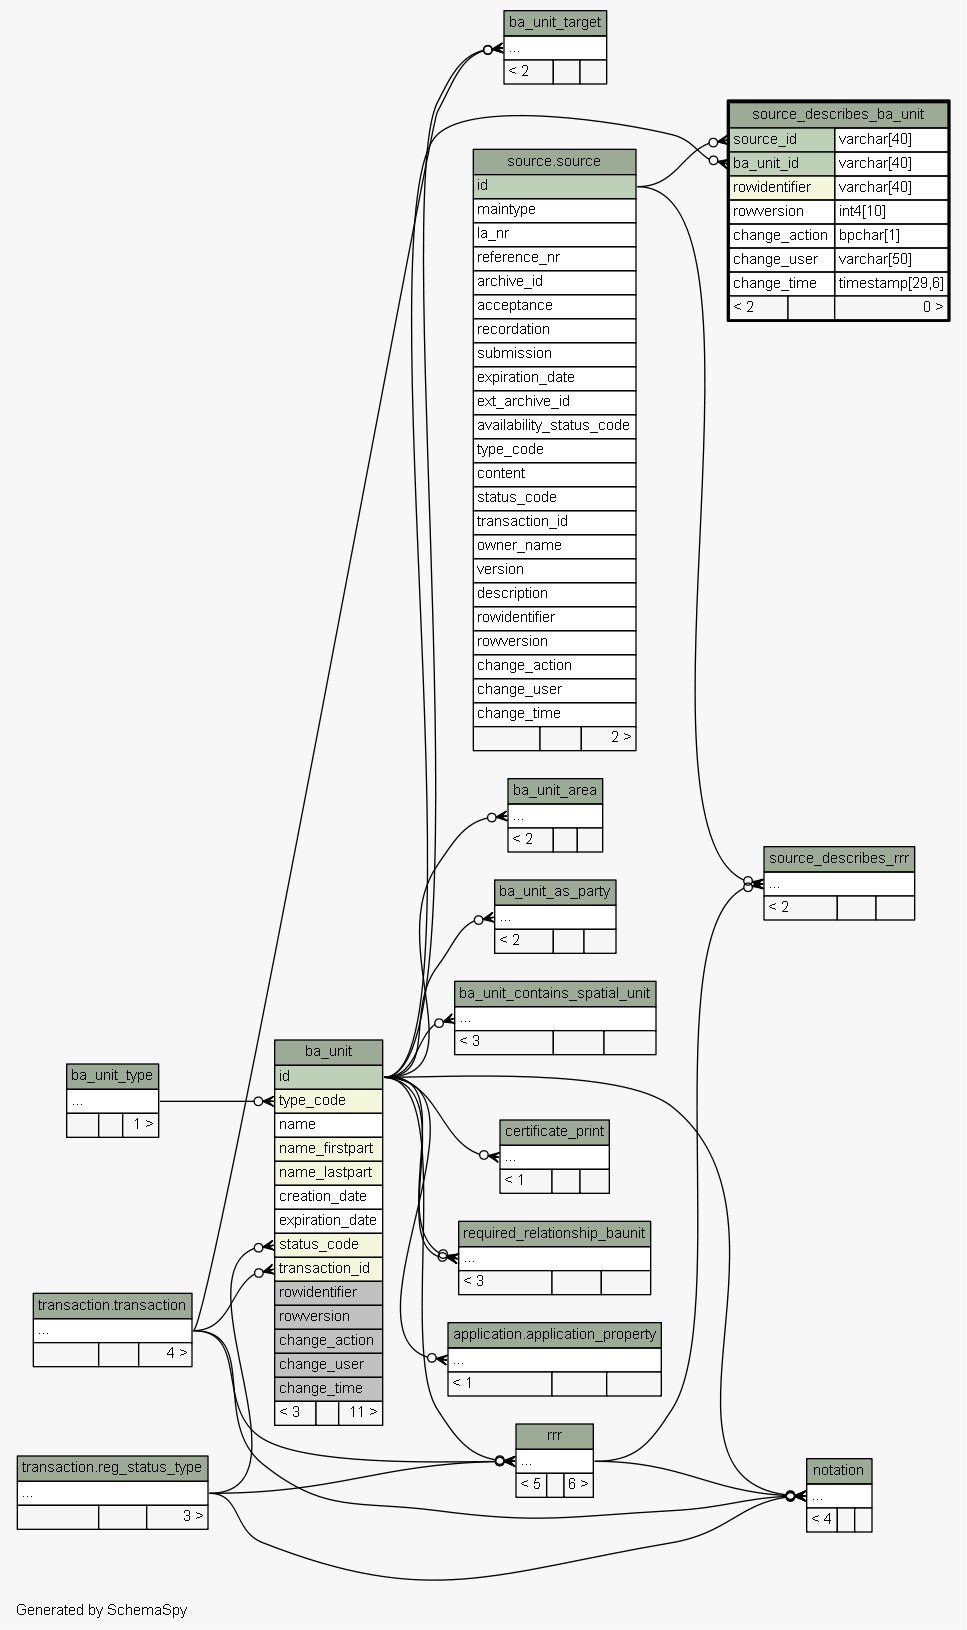 ba_unit_target
...
< 2
source_describes_ba_unit
source_id varchar[40]
ba_unit_id varchar[40]
rowidentifier varchar[40]
rowversion int4[10]
change_action bpchar[1]
change_user varchar[50]
change_time timestamp[29,6]
< 2 0 >
source.source
id
maintype
la_nr
reference_nr
archive_id
acceptance
recordation
submission
expiration_date
ext_archive_id
availability_status_code
type_code
content
status_code
transaction_id
owner_name
version
description
rowidentifier
rowversion
change_action
change_user
change_time
2 >
ba_unit_area
...
< 2
source_describes_rrr
...
< 2
ba_unit_as_party
...
< 2
ba_unit_contains_spatial_unit
...
< 3
ba_unit
id
type_code
name
name_firstpart
name_lastpart
creation_date
expiration_date
status_code
transaction_id
rowidentifier
rowversion
change_action
change_user
change_time
< 3 11 >
ba_unit_type
...
1 >
certificate_print
...
< 1
required_relationship_baunit
...
< 3
transaction.transaction
...
4 >
application.application_property
...
< 1
rrr
...
< 5 6 >
transaction.reg_status_type
...
3 >
notation
...
< 4
Generated by SchemaSpy